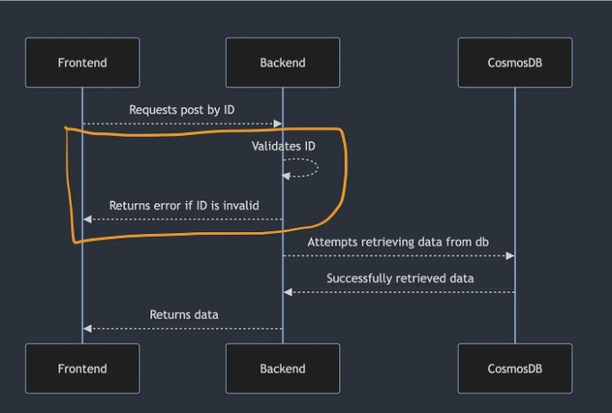 Frontend
Backend
CosmosDB
Requests post by ID
Validates ID
Returns error if ID is invalid
Attempts retrieving data from db
Successfully retrieved data
Returns data
Frontend
Backend
CosmosDB